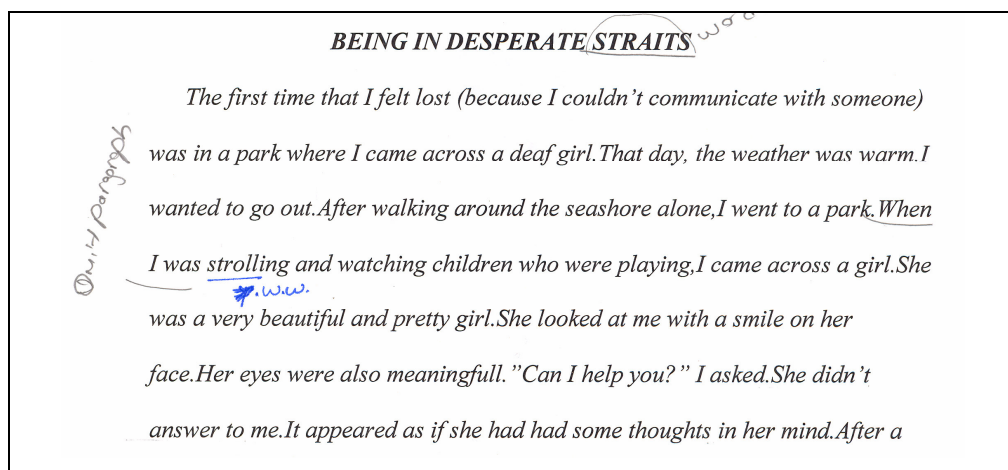 BEING IN DESPERATE STRAITS
The first time that I felt lost (because I couldn't communicate with someone)
was in a park where I came across a deaf girl.That day, the weather was warm.I
wanted to go out.After walking around the seashore alone,I went to a park.When
I was strolling and watching children who were playing,I came across a girl.She
.w.w.
was a very beautiful and pretty girl.She looked at me with a smile on her
face.Her eyes were also meaningfull."Can I help you?" I asked.She didn't
answer to me.It appeared as if she had had some thoughts in her mind.After a
paragraph